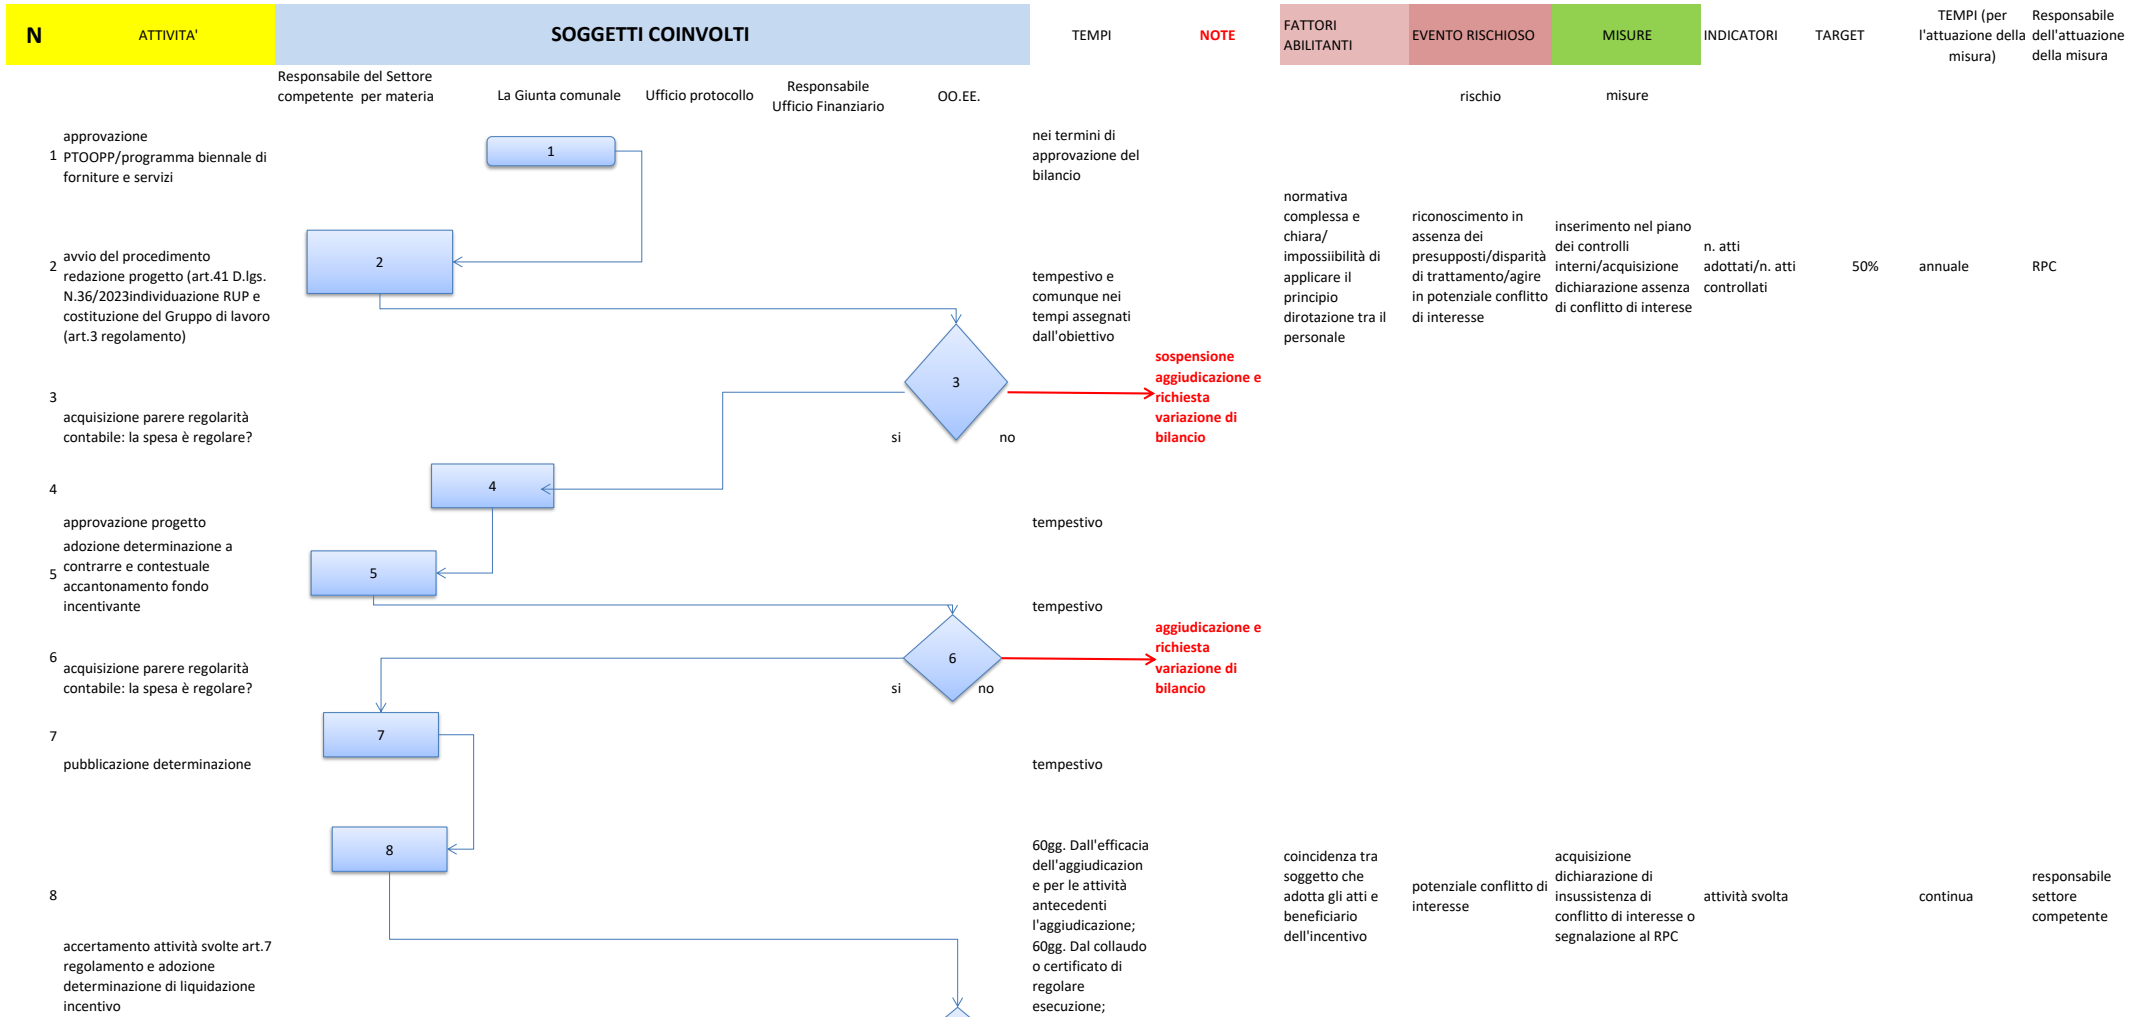 N
ATTIVITA'
SOGGETTI COINVOLTI
TEMPI
NOTE
FATTORI
ABILITANTI
EVENTO RISCHIOSO
MISURE
INDICATORI
TARGET
TEMPI (per
l'attuazione della
misura)
Responsabile
dell'attuazione
della misura
Responsabile del Settore
competente per materia
La Giunta comunale
Ufficio protocollo
Responsabile
Ufficio Finanziario
OO.EE.
rischio
misure
1
approvazione
PTOOPP/programma biennale di
forniture e servizi
1
nei termini di
approvazione del
bilancio
2
avvio del procedimento
redazione progetto (art.41 D.lgs.
N.36/2023individuazione RUP e
costituzione del Gruppo di lavoro
(art.3 regolamento)
2
tempestivo e
comunque nei
tempi assegnati
dall'obiettivo
normativa
complessa e
chiara/
impossiibilità di
applicare il
principio
dirotazione tra il
personale
riconoscimento in
assenza dei
presupposti/disparità
di trattamento/agire
in potenziale conflitto
di interesse
inserimento nel piano
dei controlli
interni/acquisizione
dichiarazione assenza
di conflitto di interese
n. atti
adottati/n. atti
controllati
50%
annuale
RPC
3
acquisizione parere regolarità
contabile: la spesa è regolare?
3
si
no
sospensione
aggiudicazione e
richiesta
variazione di
bilancio
4
approvazione progetto
4
tempestivo
5
adozione determinazione a
contrarre e contestuale
accantonamento fondo
incentivante
5
tempestivo
6
acquisizione parere regolarità
contabile: la spesa è regolare?
6
si
no
aggiudicazione e
richiesta
variazione di
bilancio
7
pubblicazione determinazione
7
tempestivo
8
accertamento attività svolte art.7
regolamento e adozione
determinazione di liquidazione
incentivo
8
60gg. Dall'efficacia
dell'aggiudicazion
e per le attività
antecedenti
l'aggiudicazione;
60gg. Dal collaudo
o certificato di
regolare
esecuzione;
coincidenza tra
soggetto che
adotta gli atti e
beneficiario
dell'incentivo
potenziale conflitto di
interesse
acquisizione
dichiarazione di
insussistenza di
conflitto di interesse o
segnalazione al RPC
attività svolta
continua
responsabile
settore
competente